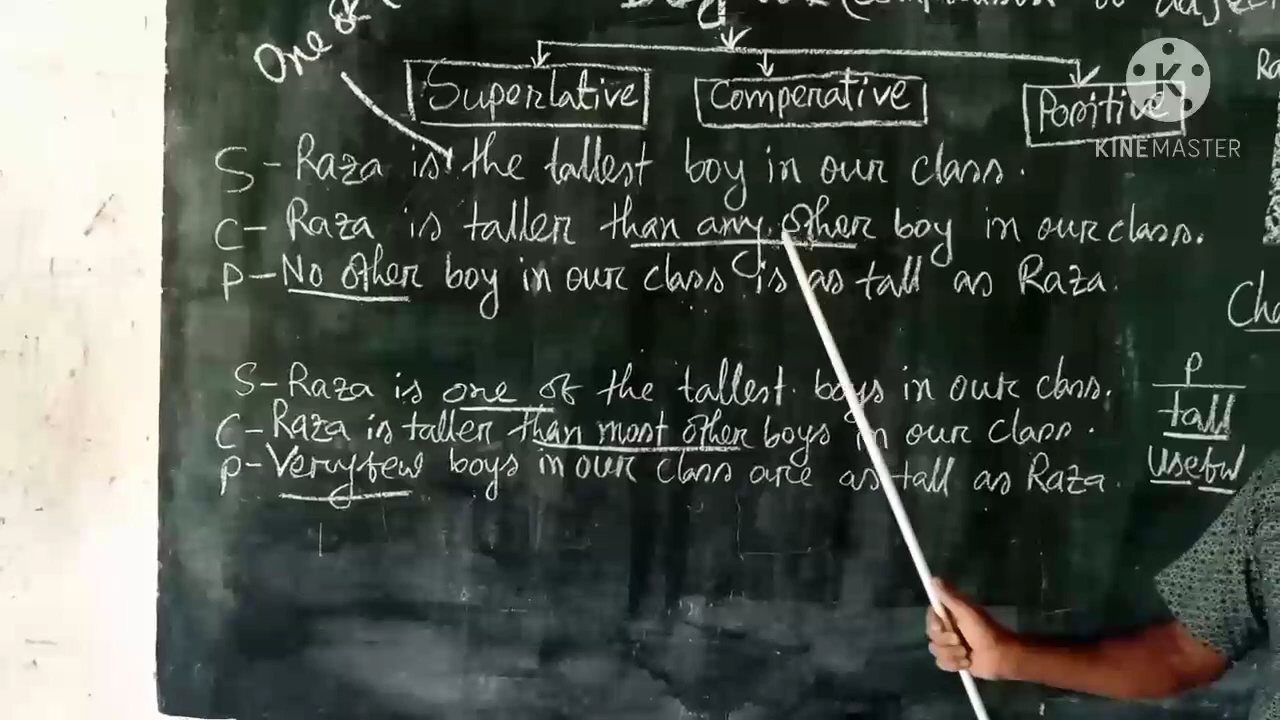 One of
Superlative Comperative Positive
KINEMASTER
S - Raza is the tallest boy in our class.
C - Raza is taller than any other boy in our class.
P - No other boy in our class is as tall as Raza.
S - Raza is one of the tallest boys in our class.
C - Raza is taller than most other boys in our class.
P - Very few boys in our class are as tall as Raza.
P
tall
useful